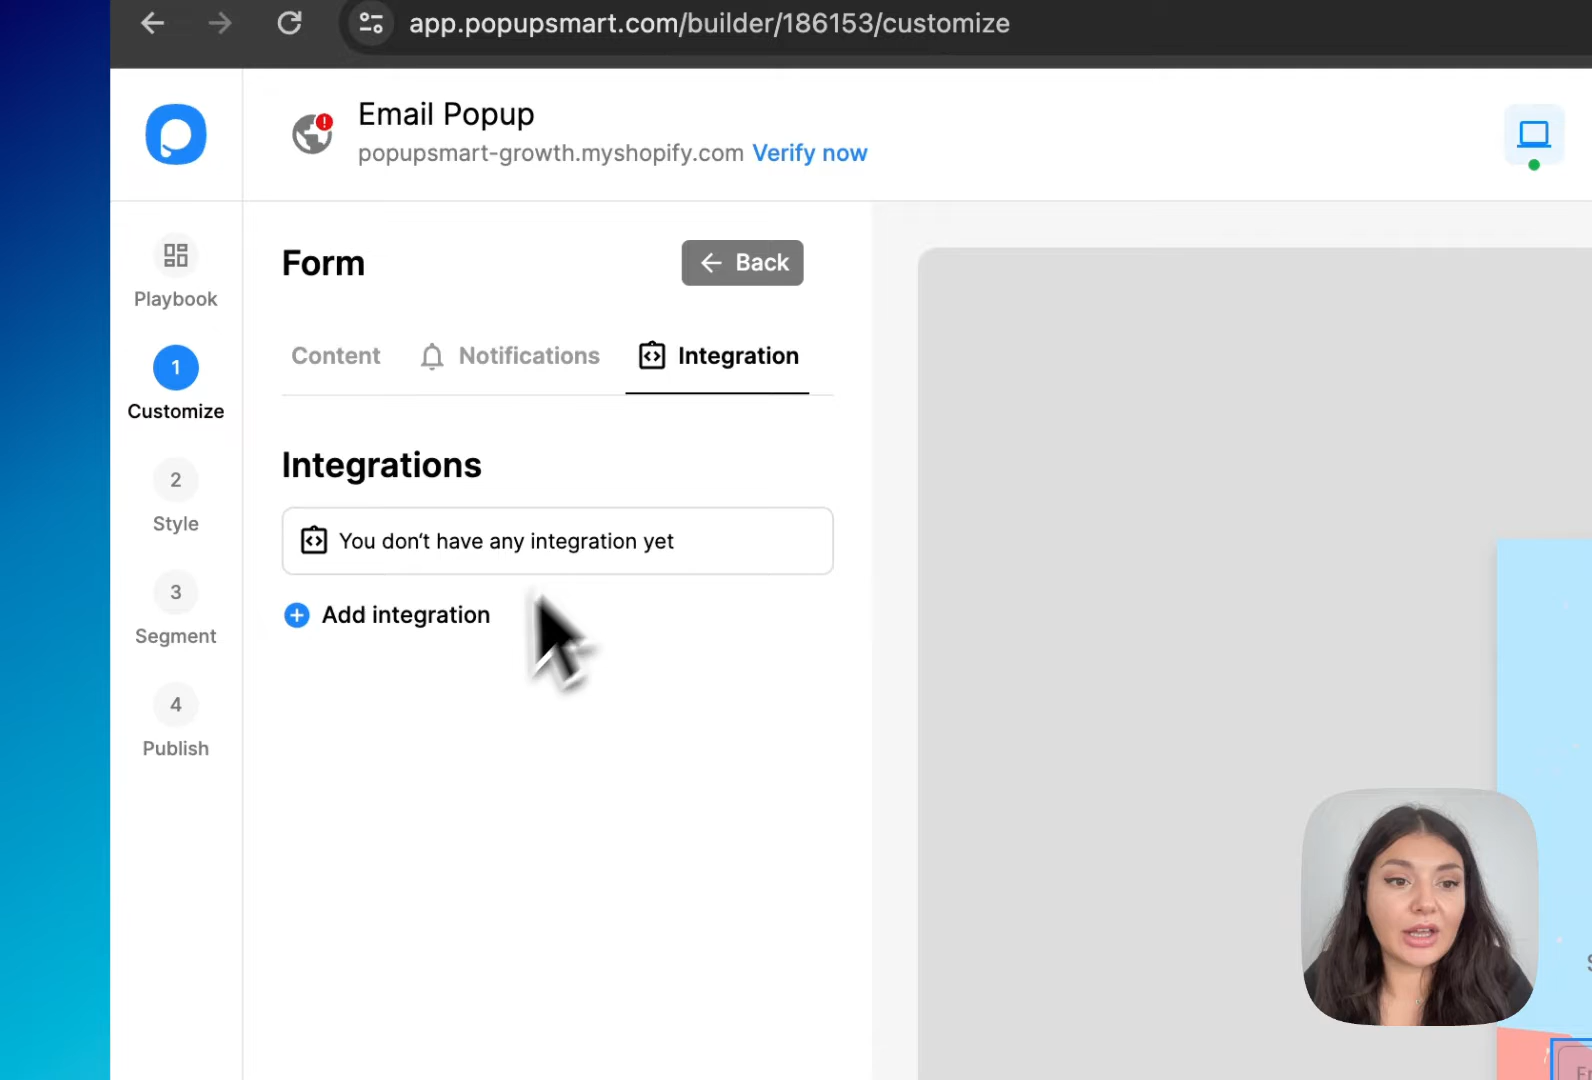 app.popupsmart.com/builder/186153/customize
Email Popup
popupsmart-growth.myshopify.com Verify now
Form
Back
Playbook
Content
Notifications
Integration
1
Customize
Integrations
2
Style
You don't have any integration yet
3
Segment
Add integration
4
Publish